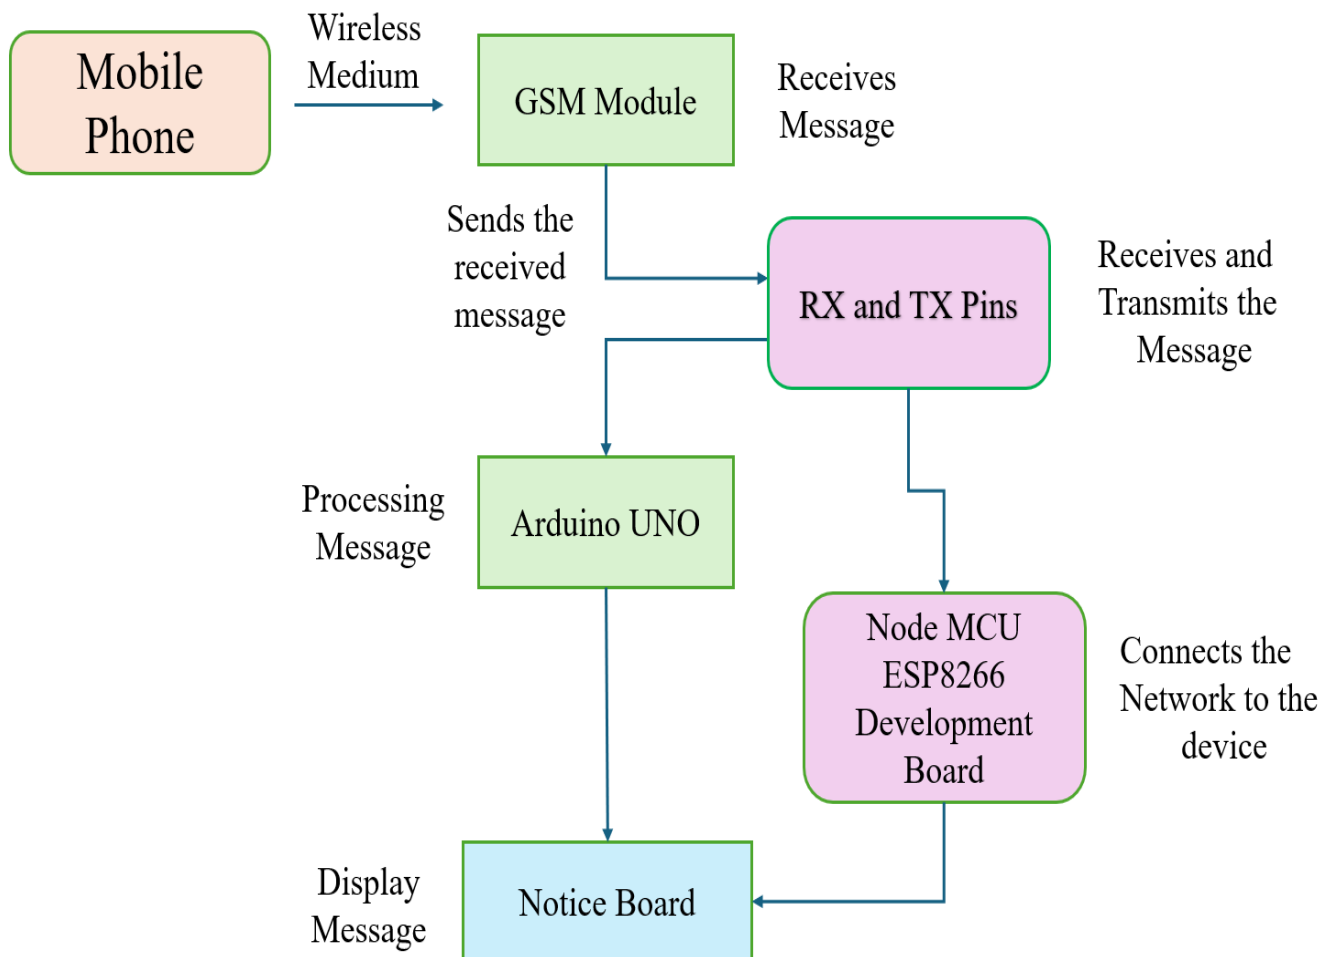 Mobile
Phone
Wireless
Medium
GSM Module
Receives
Message
Sends the
received
message
RX and TX Pins
Receives and
Transmits the
Message
Processing
Message
Arduino UNO
Node MCU
ESP8266
Development
Board
Connects the
Network to the
device
Display
Message
Notice Board